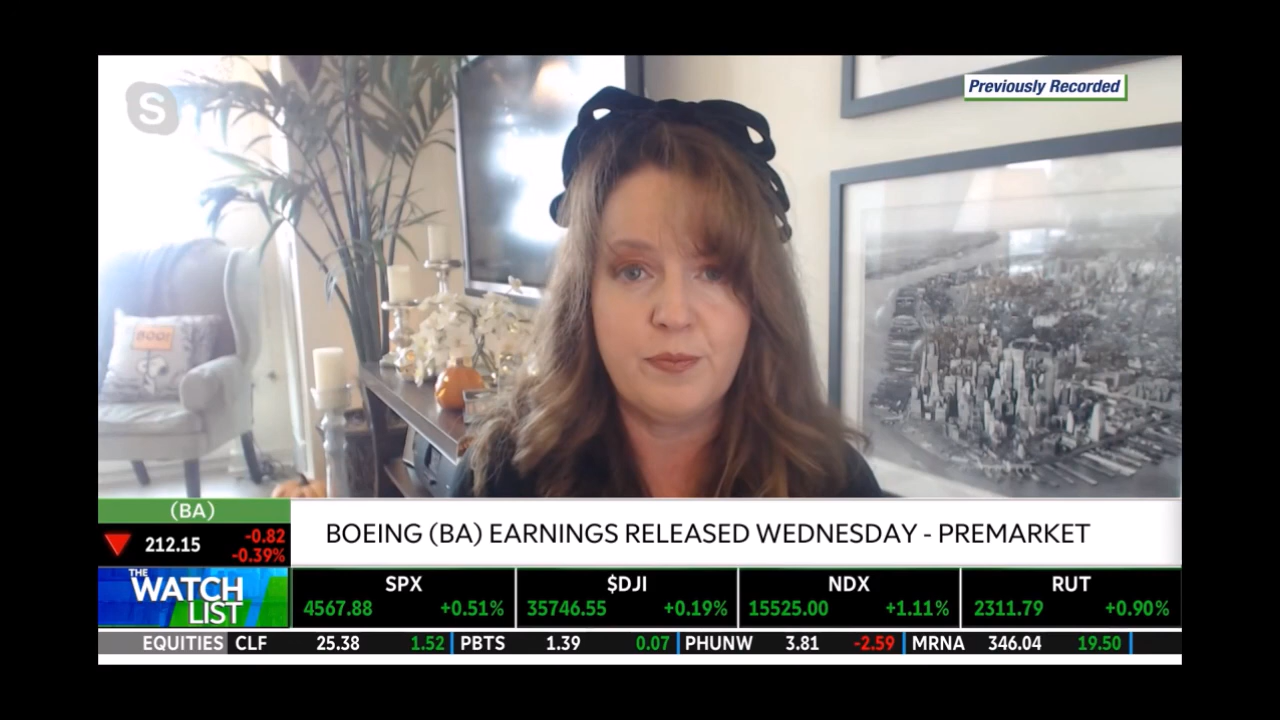 S
Previously Recorded
BOO!
(BA)
212.15
-0.82
-0.39%
BOEING (BA) EARNINGS RELEASED WEDNESDAY - PREMARKET
THE
WATCH
LIST
SPX
4567.88 +0.51%
$DJI
35746.55 +0.19%
NDX
15525.00 +1.11%
RUT
2311.79 +0.90%
EQUITIES CLF 25.38 1.52 PBTS 1.39 0.07 PHUNW 3.81 -2.59 MRNA 346.04 19.50